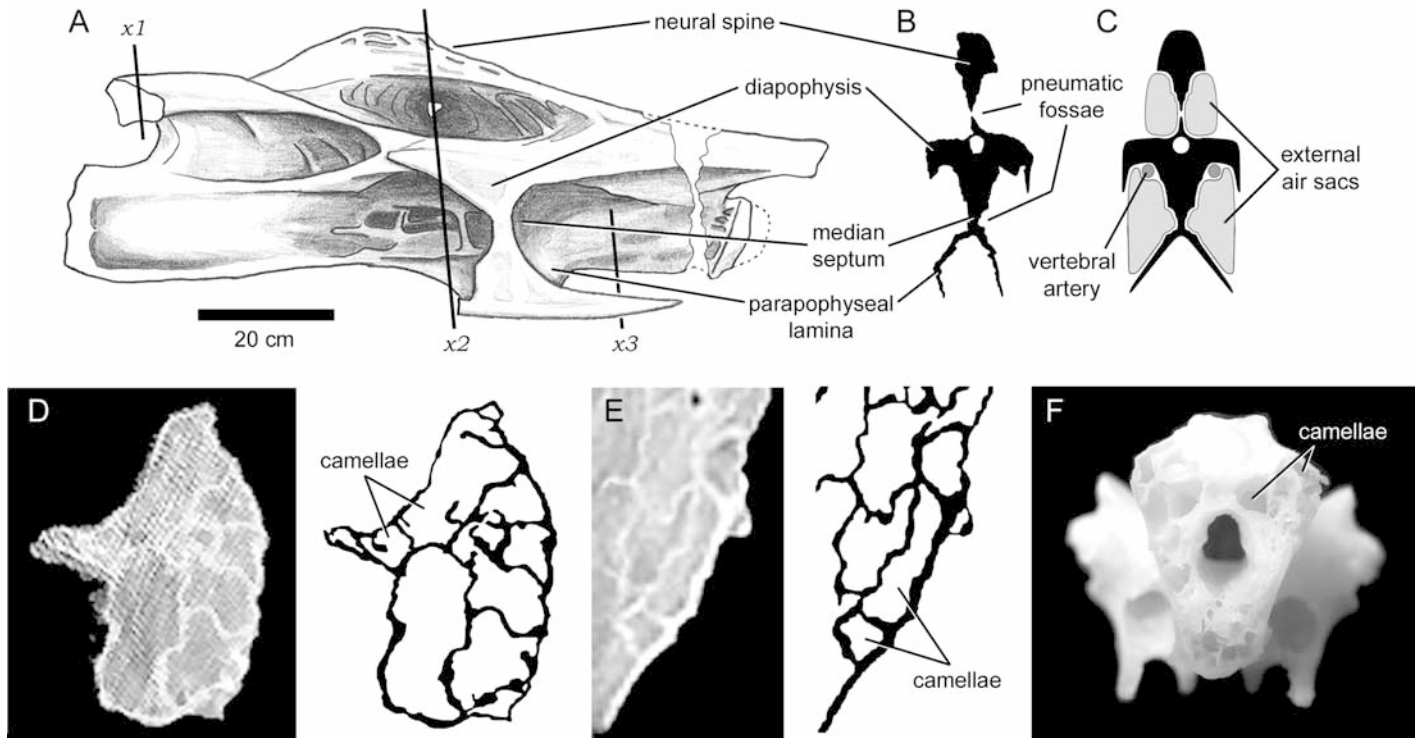 A
x1
neural spine
B
C
diapophysis
pneumatic
fossae
external
air sacs
median
septum
vertebral
artery
parapophyseal
lamina
20 cm
x2
x3
D
camellae
E
camellae
F
camellae